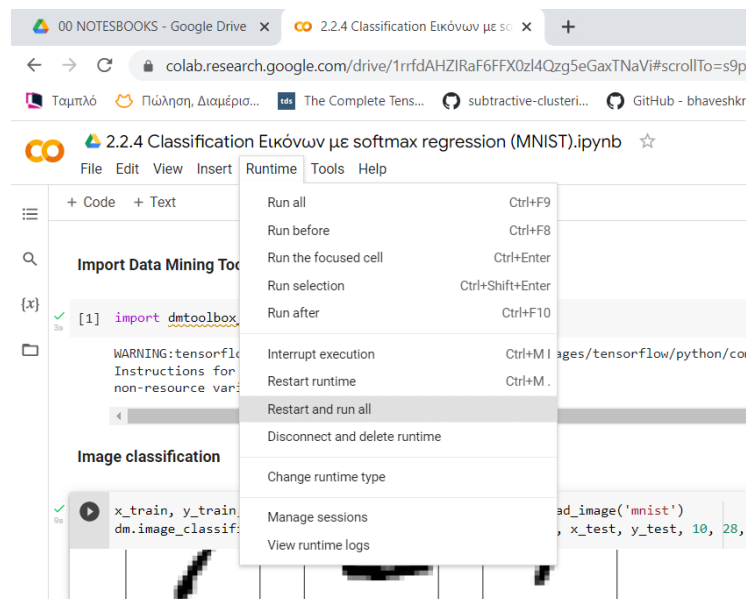 00 NOTESBOOKS - Google Drive
2.2.4 Classification Εικόνων με sc
colab.research.google.com/drive/1rrfdAHZIRaF6FFX0zl4Qzg5eGaxTNaVi#scrollTo=s9p
Ταμπλό Πώληση, Διαμέρισ... tds The Complete Tens... subtractive-clusteri... GitHub - bhaveshkr
2.2.4 Classification Εικόνων με softmax regression (MNIST).ipynb
File Edit View Insert Runtime Tools Help
+ Code + Text
Run all Ctrl+F9
Run before Ctrl+F8
Run the focused cell Ctrl+Enter
Import Data Mining Too
Run selection Ctrl+Shift+Enter
{x}
Run after Ctrl+F10
3s [1] import dmtoolbox_
WARNING:tensorflo
Interrupt execution Ctrl+M I
ages/tensorflow/python/com
Instructions for
Restart runtime Ctrl+M .
non-resource vari
Restart and run all
Disconnect and delete runtime
Image classification
Change runtime type
9s x_train, y_train,
Manage sessions
ad_image('mnist')
dm.image_classifi
, x_test, y_test, 10, 28,
View runtime logs